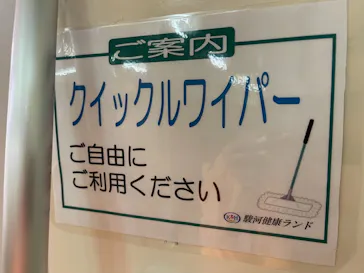 ご案内
クイックルワイパー
ご自由に
ご利用ください
駿河健康ランド